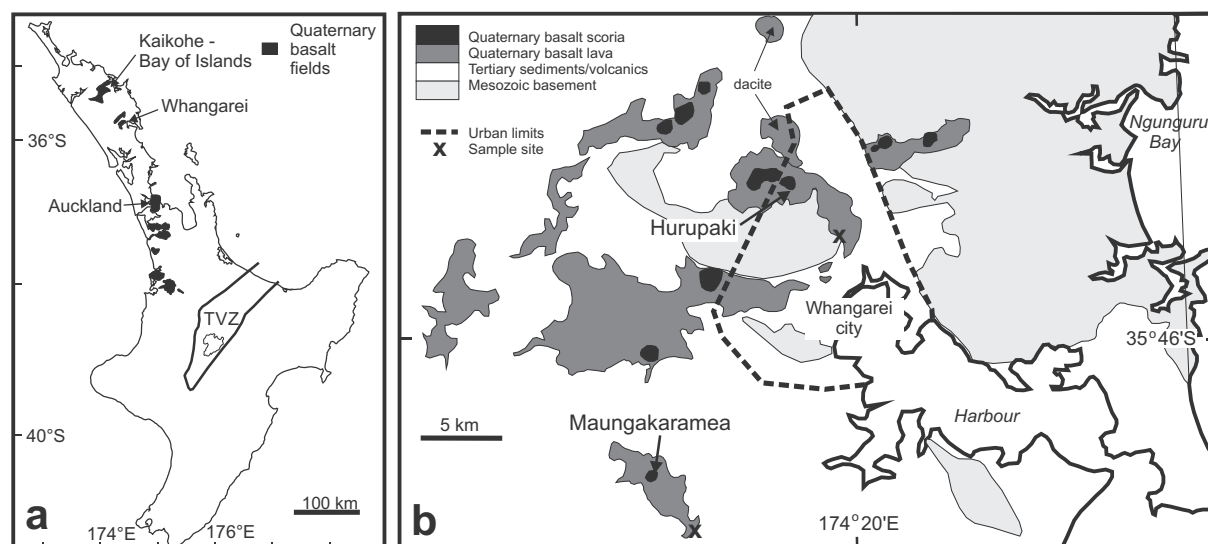 Quaternary
basalt
fields
Kaikohe -
Bay of Islands
Whangarei
36°S
Auckland
TVZ
40°S
100 km
a
174°E
176°E
Quaternary basalt scoria
Quaternary basalt lava
Tertiary sediments/volcanics
Mesozoic basement
Urban limits
X Sample site
dacite
Ngunguru
Bay
Hurupaki
X
Whangarei
city
35°46'S
5 km
Maungakaramea
Harbour
X
b
174°20'E